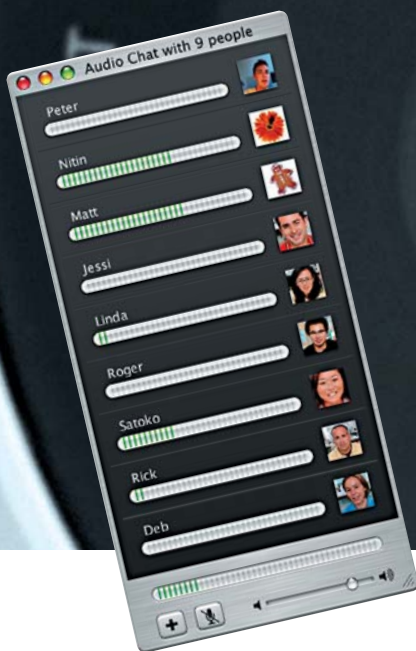 Audio Chat with 9 people
Peter
Nitin
Matt
Jessi
Linda
Roger
Satoko
Rick
Deb